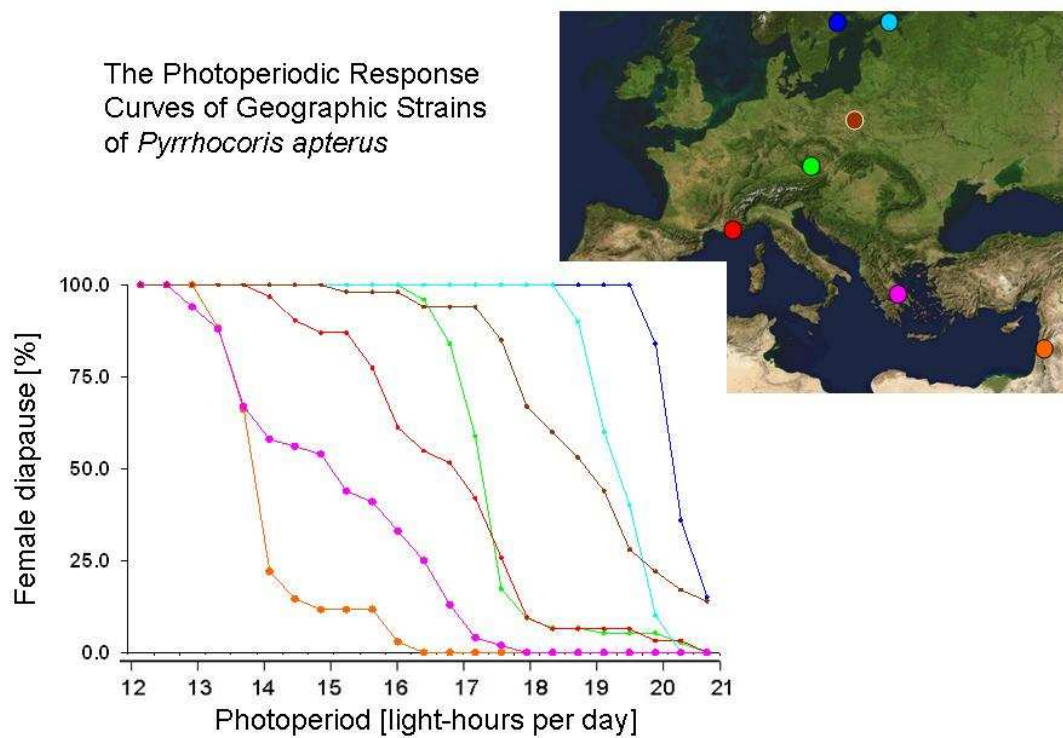 The Photoperiodic Response
Curves of Geographic Strains
of Pyrrhocoris apterus
Female diapause [%]
100.0
75.0
50.0
25.0
0.0
12 13 14 15 16 17 18 19 20 21
Photoperiod [light-hours per day]